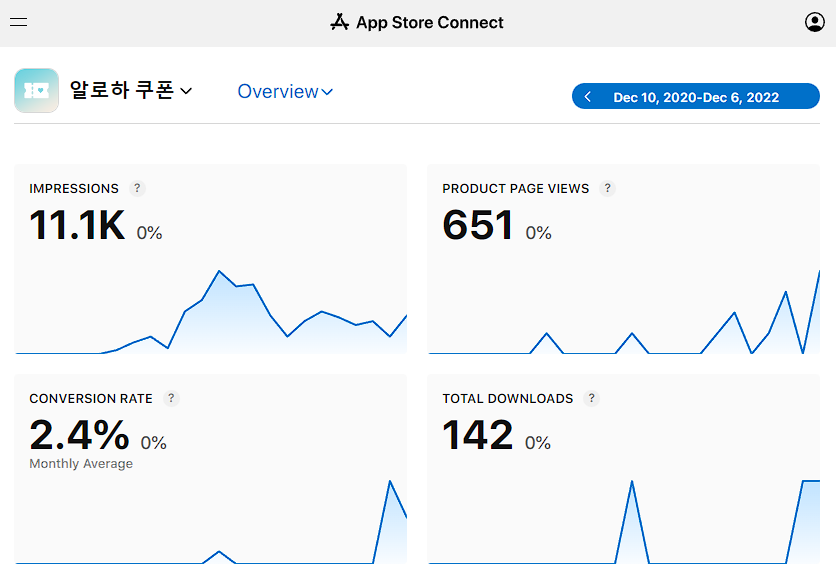 App Store Connect
알로하 쿠폰 Overview
Dec 10, 2020-Dec 6, 2022
IMPRESSIONS ?
11.1K 0%
PRODUCT PAGE VIEWS ?
651 0%
CONVERSION RATE ?
2.4% 0%
Monthly Average
TOTAL DOWNLOADS ?
142 0%